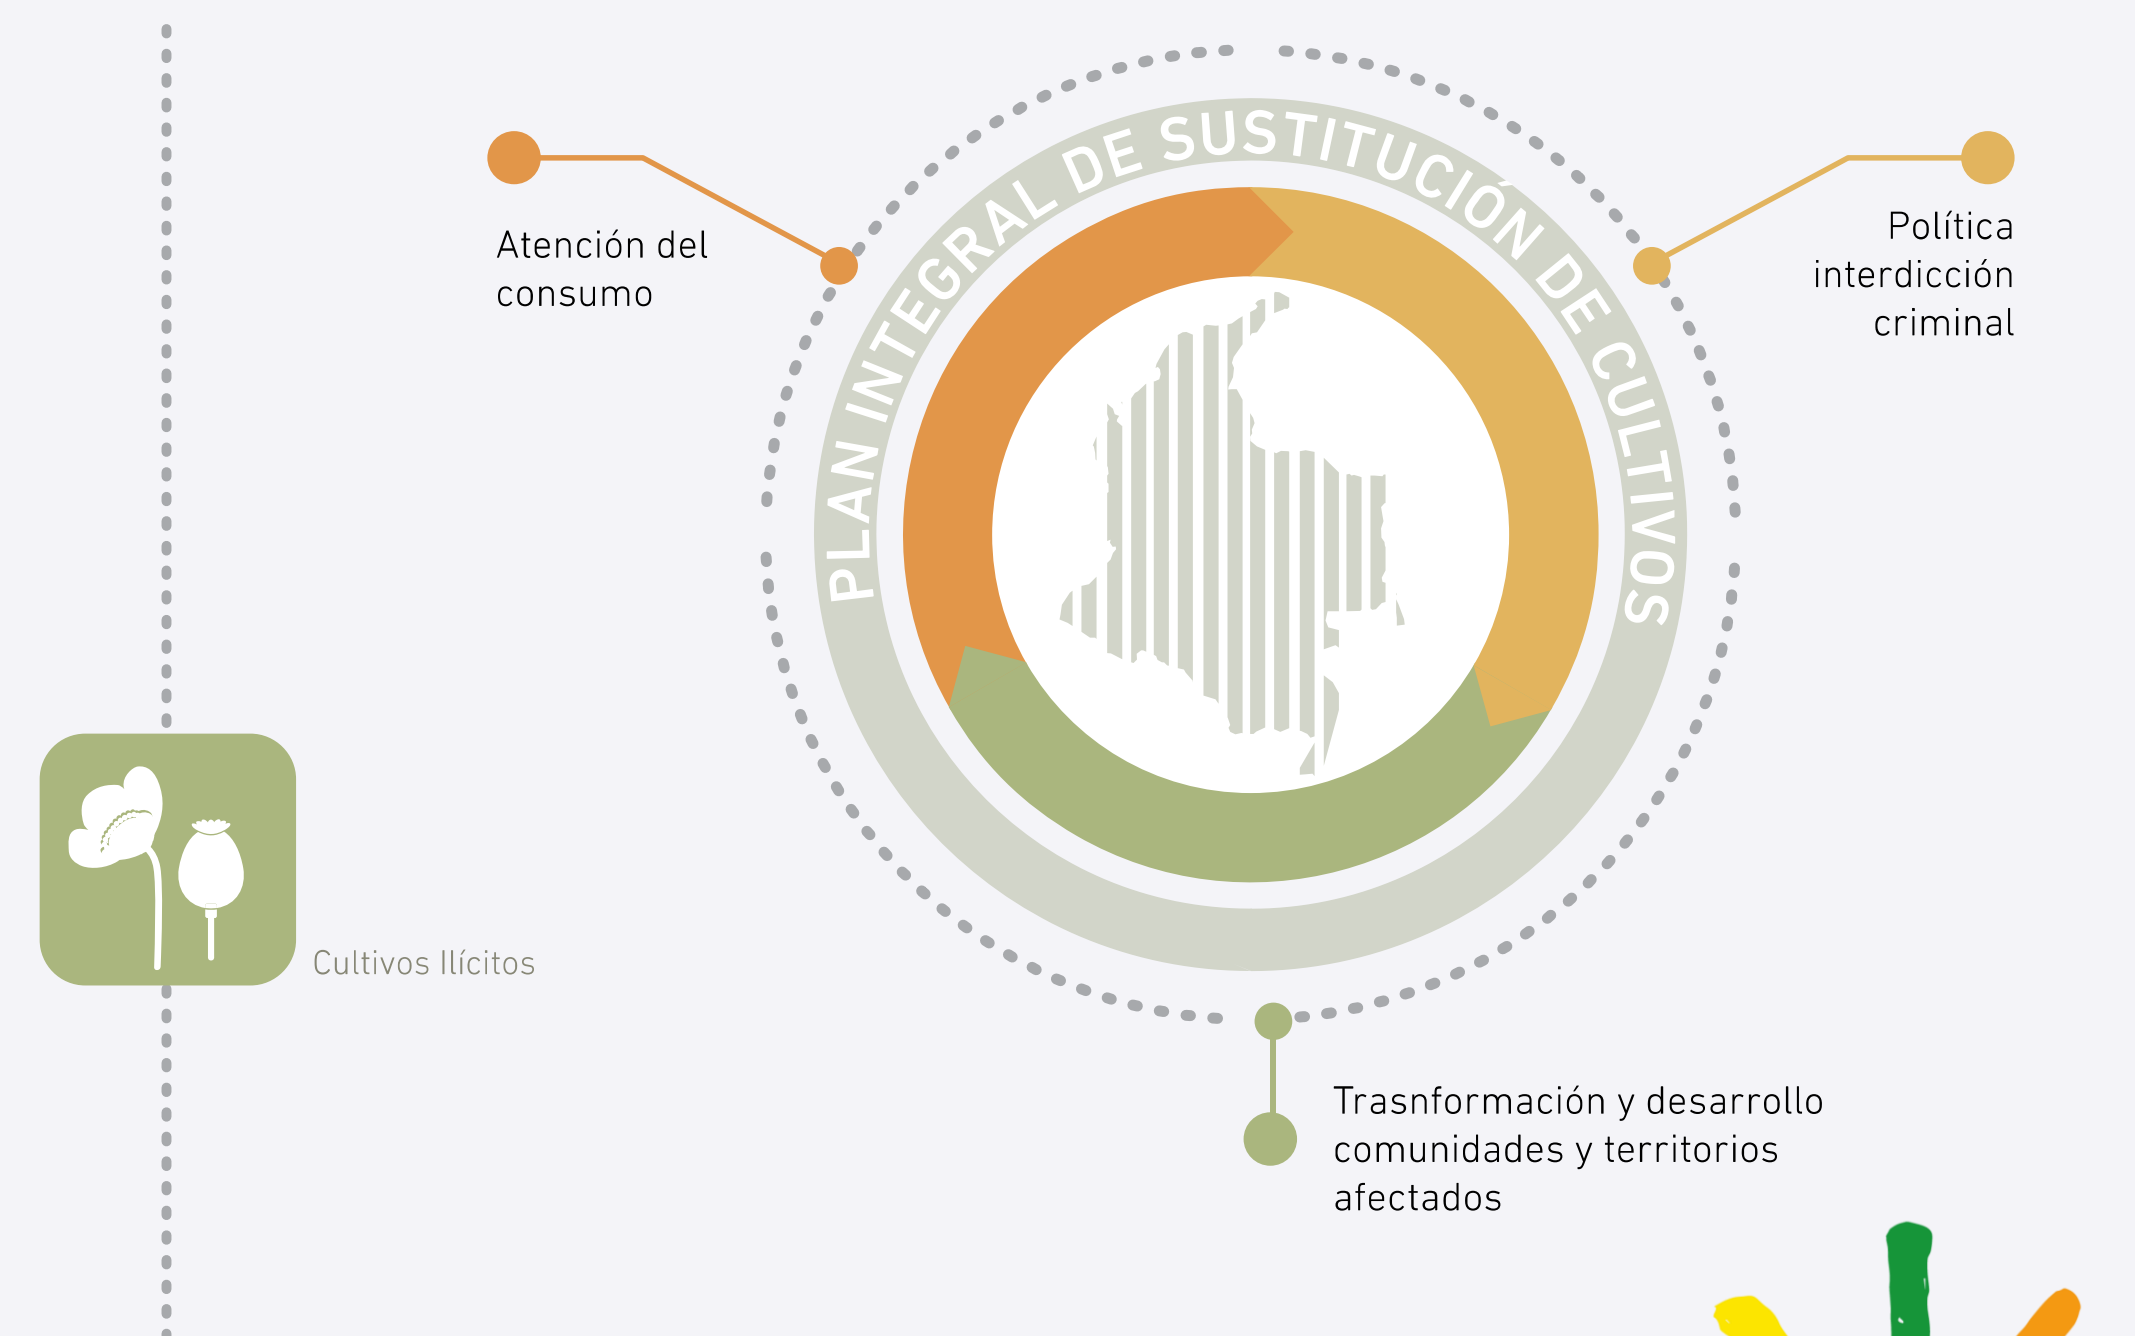 PLAN INTEGRAL DE SUSTITUCIÓN DE CULTIVOS
Atención del
consumo
Política
interdicción
criminal
Cultivos Ilícitos
Trasnformación y desarrollo
comunidades y territorios
afectados